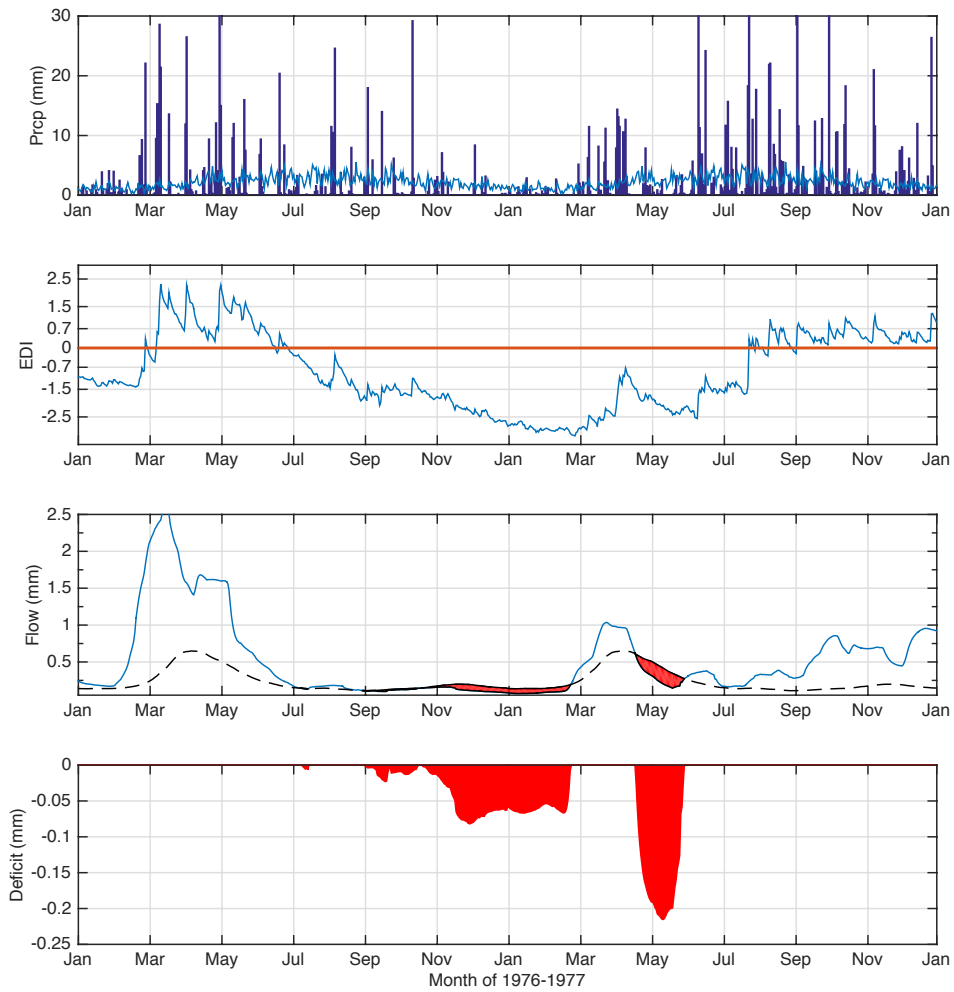 30
20
10
0
Prcp (mm)
Jan Mar May Jul Sep Nov Jan Mar May Jul Sep Nov Jan
2.5
1.5
0.7
0
-0.7
-1.5
-2.5
EDI
Jan Mar May Jul Sep Nov Jan Mar May Jul Sep Nov Jan
2.5
2
1.5
1
0.5
Flow (mm)
Jan Mar May Jul Sep Nov Jan Mar May Jul Sep Nov Jan
0
-0.05
-0.1
-0.15
-0.2
-0.25
Deficit (mm)
Jan Mar May Jul Sep Nov Jan Mar May Jul Sep Nov Jan
Month of 1976-1977